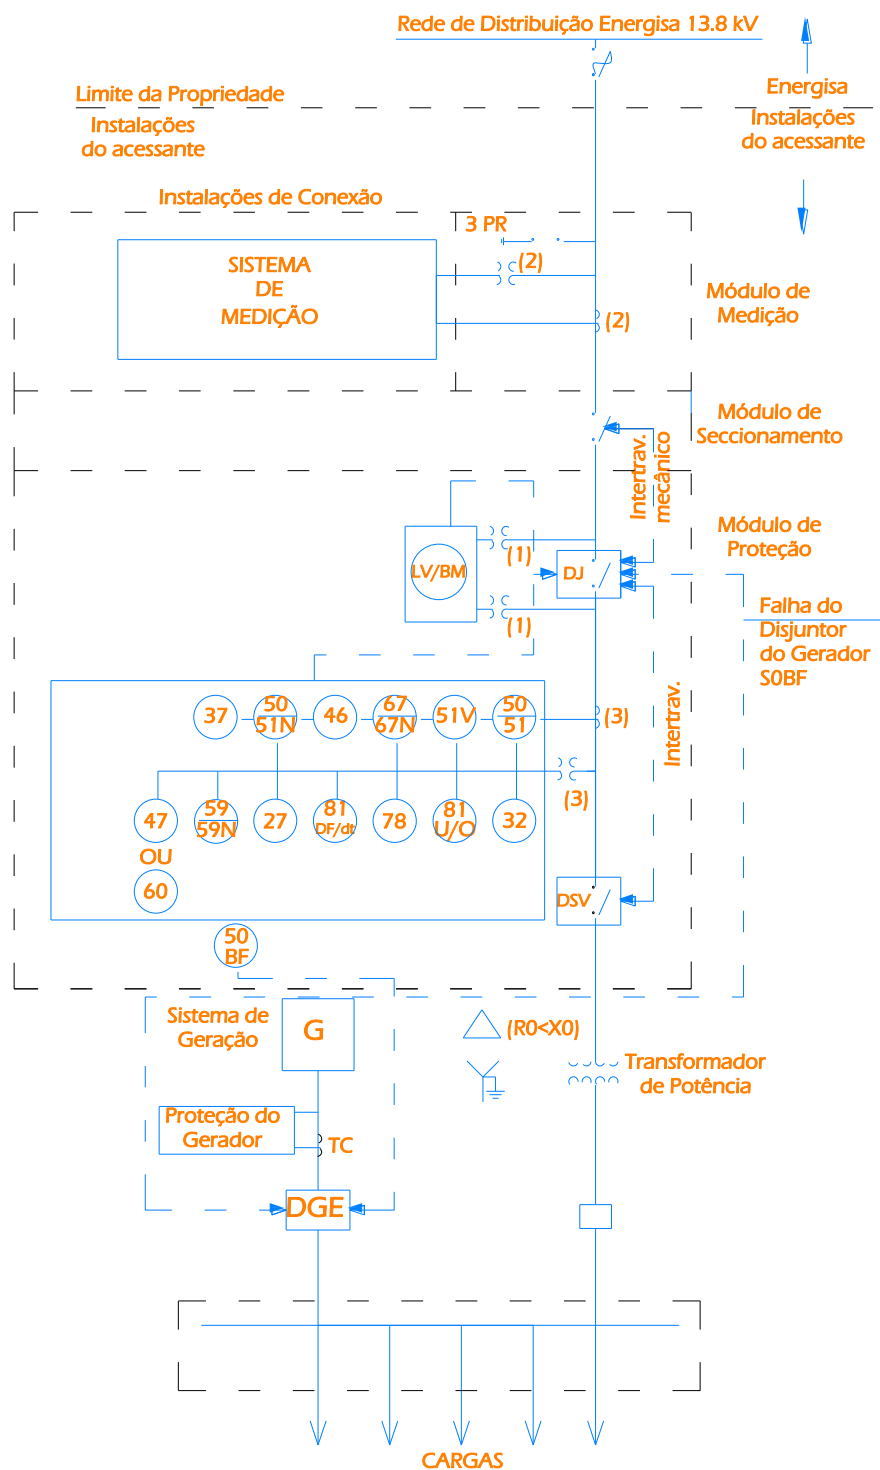 Rede de Distribuição Energisa 13.8 kV
Energisa
Limite da Propriedade
Instalações
do acessante
Instalações
do acessante
Instalações de Conexão
3 PR
(2)
SISTEMA
DE
MEDIÇÃO
(2)
Módulo de
Medição
Módulo de
Seccionamento
Intertrav.
mecânico
Módulo de
Proteção
(1)
LV/BM
DJ
(1)
Falha do
Disjuntor
do Gerador
S0BF
Intertrav.
37
50
51N
46
67
67N
51V
50
51
(3)
(3)
47
59
59N
27
81
DF/dt
78
81
U/O
32
OU
60
DSV
50
BF
Sistema de
Geração
G
(R0<X0)
Transformador
de Potência
Proteção do
Gerador
TC
DGE
CARGAS